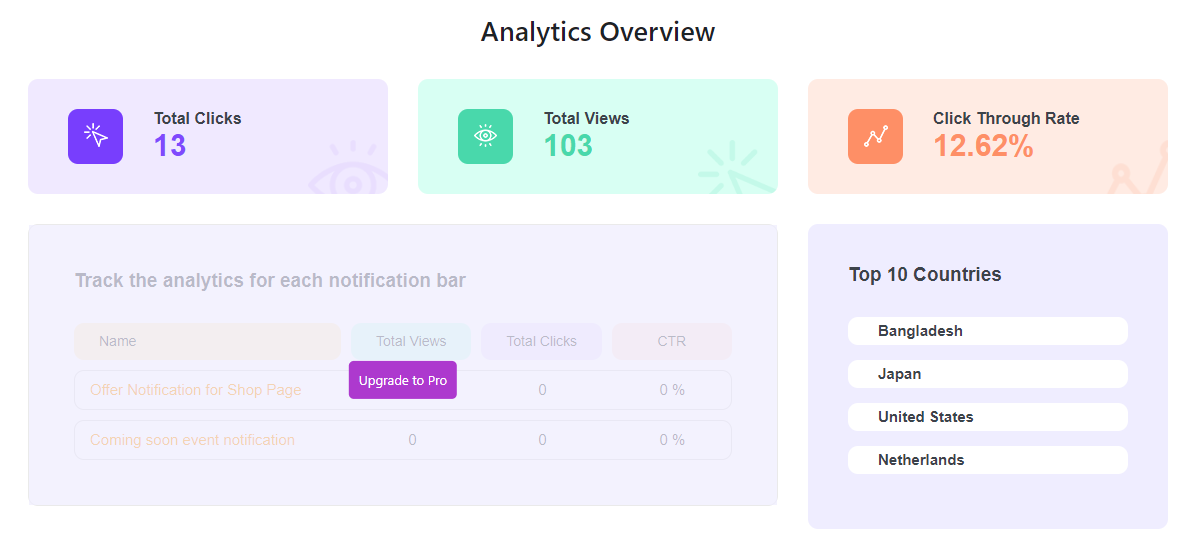 Analytics Overview
Total Clicks
13
Total Views
103
Click Through Rate
12.62%
Track the analytics for each notification bar
Name Total Views Total Clicks CTR
Upgrade to Pro
Offer Notification for Shop Page 0 0 %
Coming soon event notification 0 0 0 %
Top 10 Countries
Bangladesh
Japan
United States
Netherlands